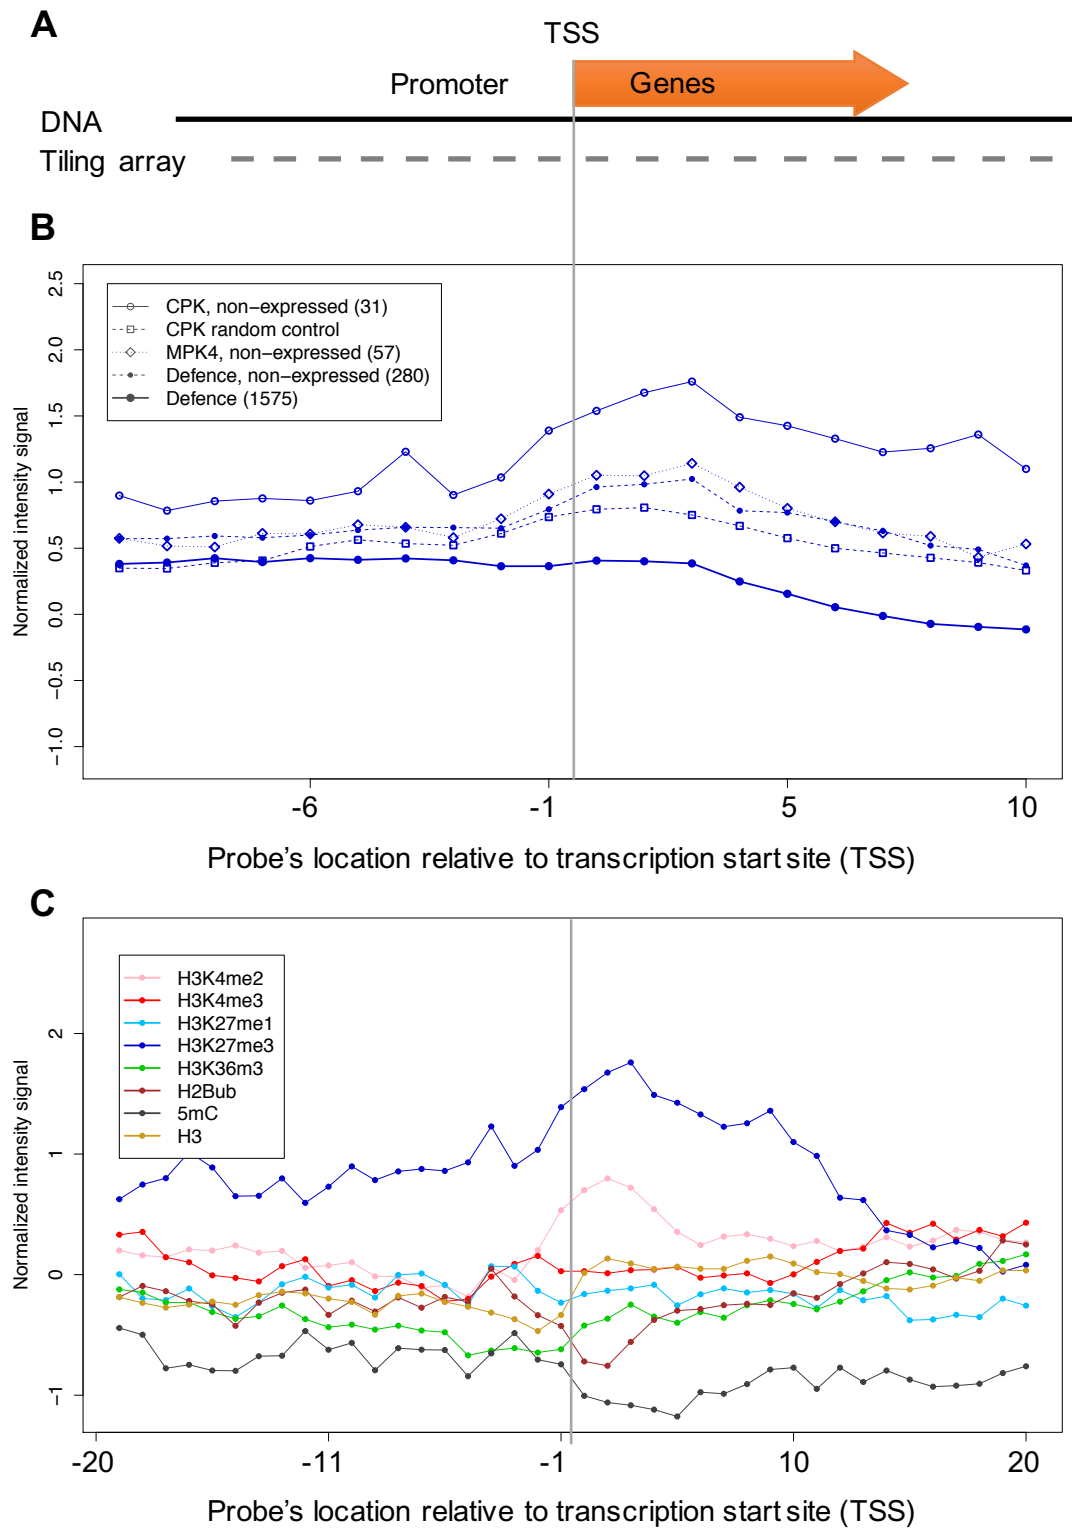 A
TSS
Promoter
Genes
DNA
Tiling array
B
2.5
2.0
1.5
1.0
0.5
0.0
−0.5
−1.0
Normalized intensity signal
CPK, non−expressed (31)
CPK random control
MPK4, non−expressed (57)
Defence, non−expressed (280)
Defence (1575)
-6 -1 5 10
Probe's location relative to transcription start site (TSS)
C
2
1
0
−1
Normalized intensity signal
H3K4me2
H3K4me3
H3K27me1
H3K27me3
H3K36m3
H2Bub
5mC
H3
-20 -11 -1 10 20
Probe's location relative to transcription start site (TSS)